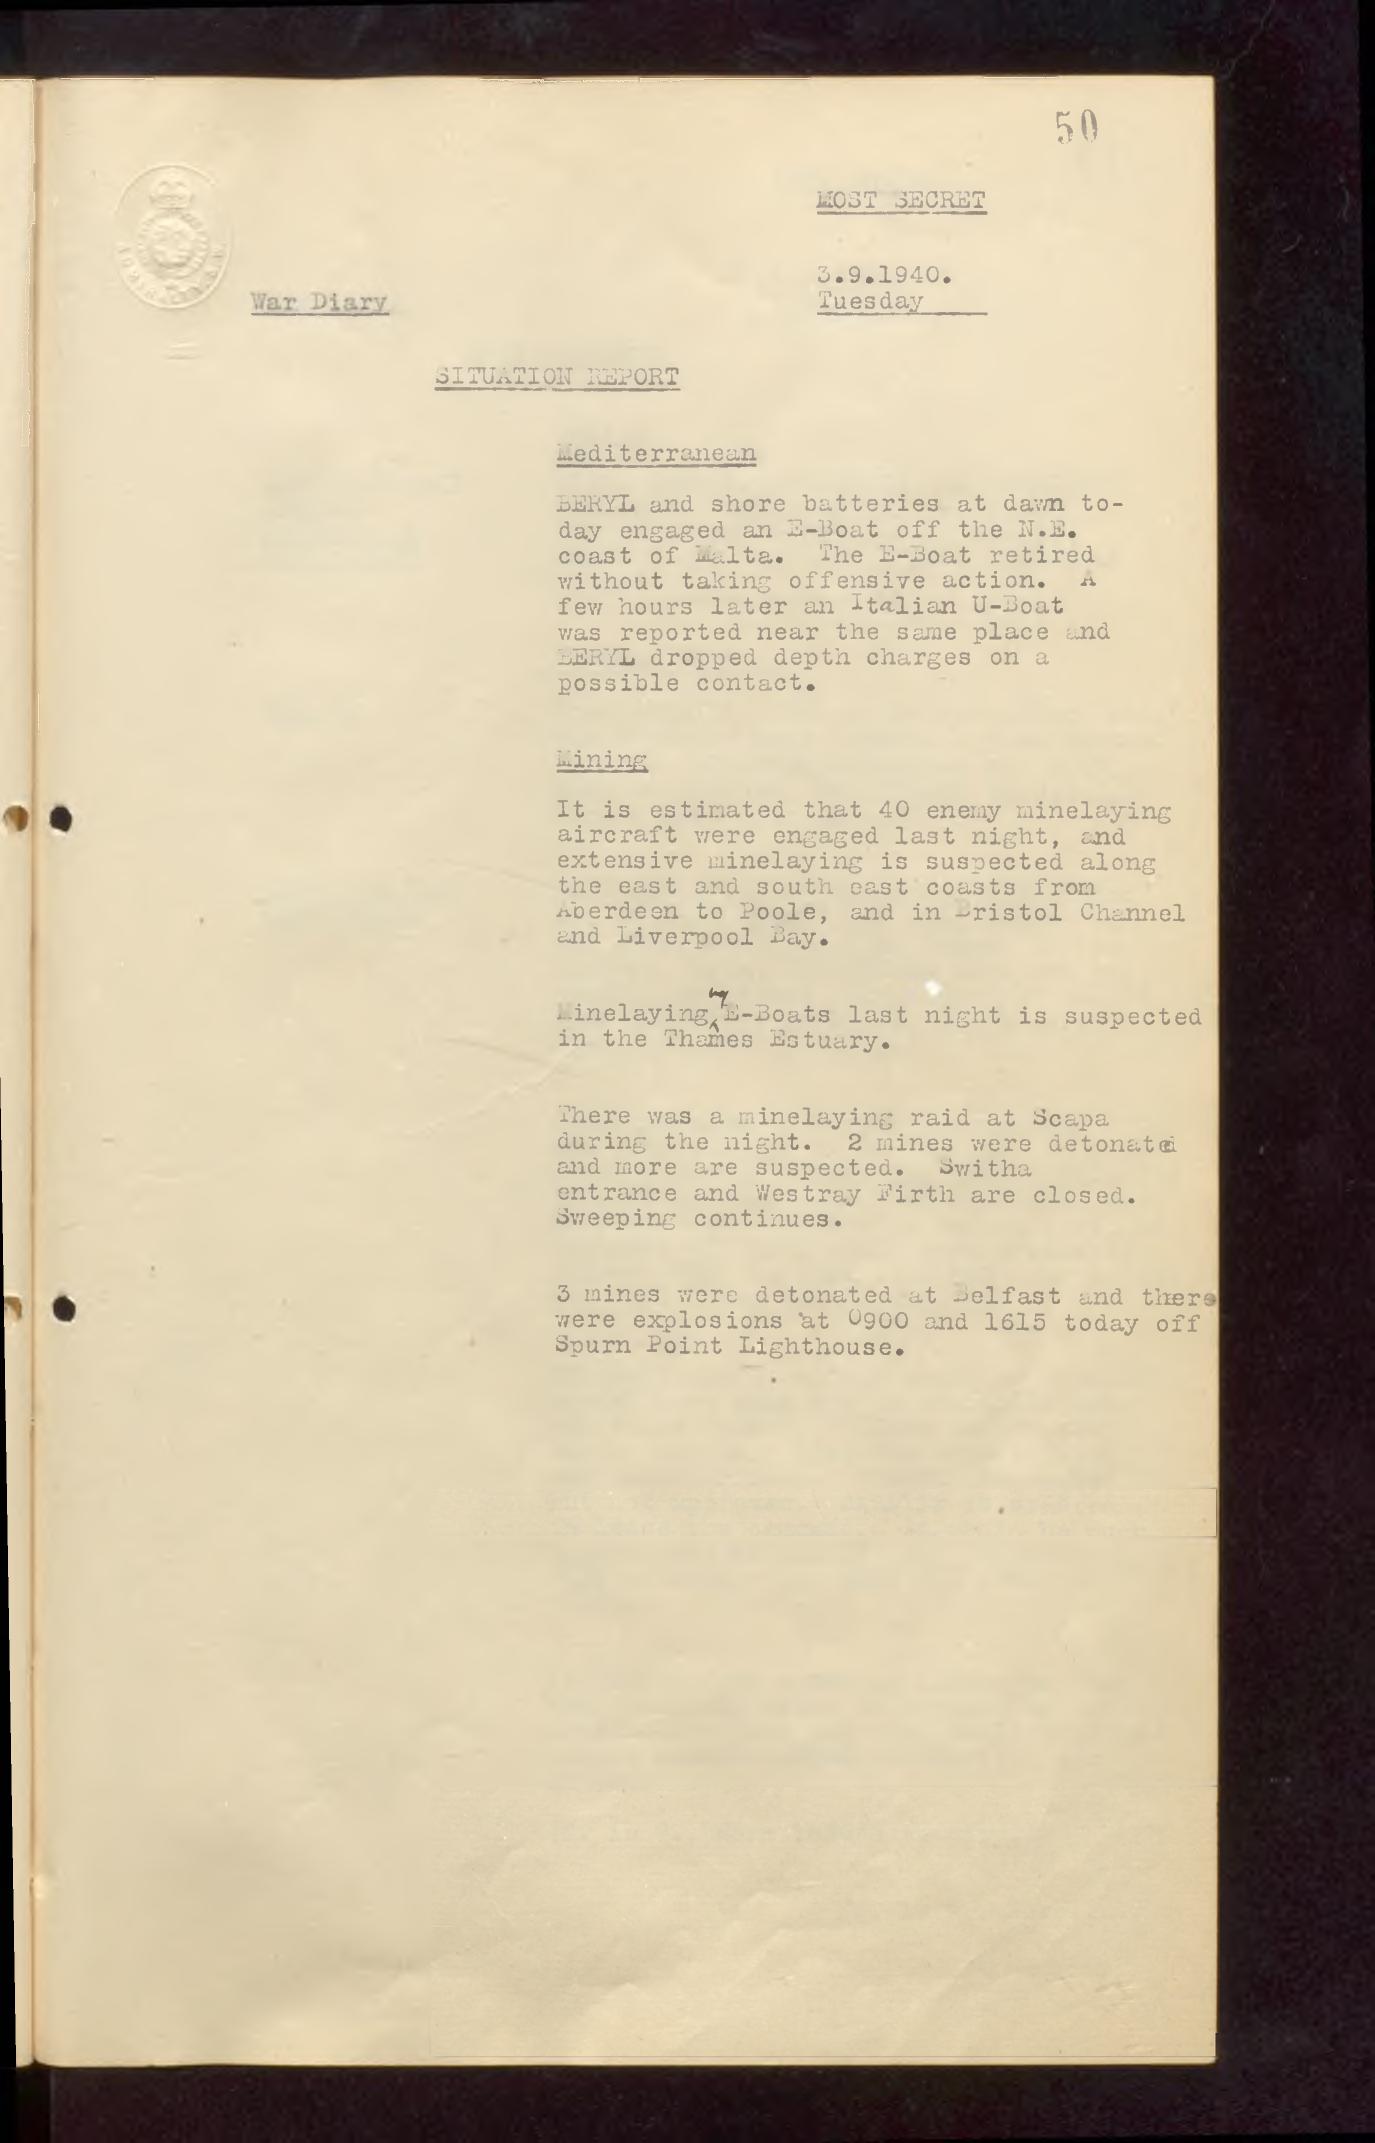 50
MOST SECRET
3.9.1940.
Tuesday
War Diary
SITUATION REPORT
Mediterranean
BERYL and shore batteries at dawn to-
day engaged an E-Boat off the N.E.
coast of Malta. The E-Boat retired
without taking offensive action. A
few hours later an Italian U-Boat
was reported near the same place and
BERYL dropped depth charges on a
possible contact.
Mining
It is estimated that 40 enemy minelaying
aircraft were engaged last night, and
extensive minelaying is suspected along
the east and south east coasts from
Aberdeen to Poole, and in Bristol Channel
and Liverpool Bay.
Minelaying by E-Boats last night is suspected
in the Thames Estuary.
There was a minelaying raid at Scapa
during the night. 2 mines were detonated
and more are suspected. Switha
entrance and Westray Firth are closed.
Sweeping continues.
3 mines were detonated at Belfast and there
were explosions at 0900 and 1615 today off
Spurn Point Lighthouse.